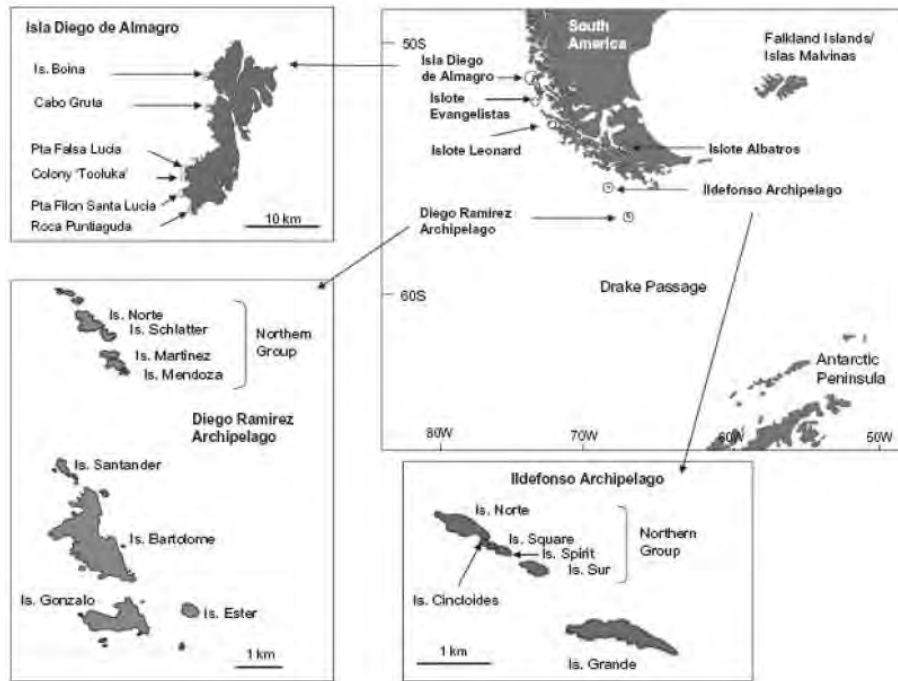 Isla Diego de Almagro
Is. Boina
Cabo Gruta
Pta Falsa Lucia
Colony 'Tooluka'
Pta Filon Santa Lucia
Roca Puntiaguda
10 km
50S
60S
80W
70W
60W
50W
South
America
Falkland Islands/
Islas Malvinas
Isla Diego
de Almagro
Islote
Evangelistas
Islote Leonard
Islote Albatros
Ildefonso Archipelago
Diego Ramirez
Archipelago
Drake Passage
Antarctic
Peninsula
Is. Norte
Is. Schlatter
Is. Martinez
Is. Mendoza
Northern
Group
Diego Ramirez
Archipelago
Is. Santander
Is. Bartolome
Is. Gonzalo
Is. Ester
1 km
Ildefonso Archipelago
Is. Norte
Is. Square
Is. Spirit
Is. Sur
Northern
Group
Is. Cincloides
1 km
Is. Grande